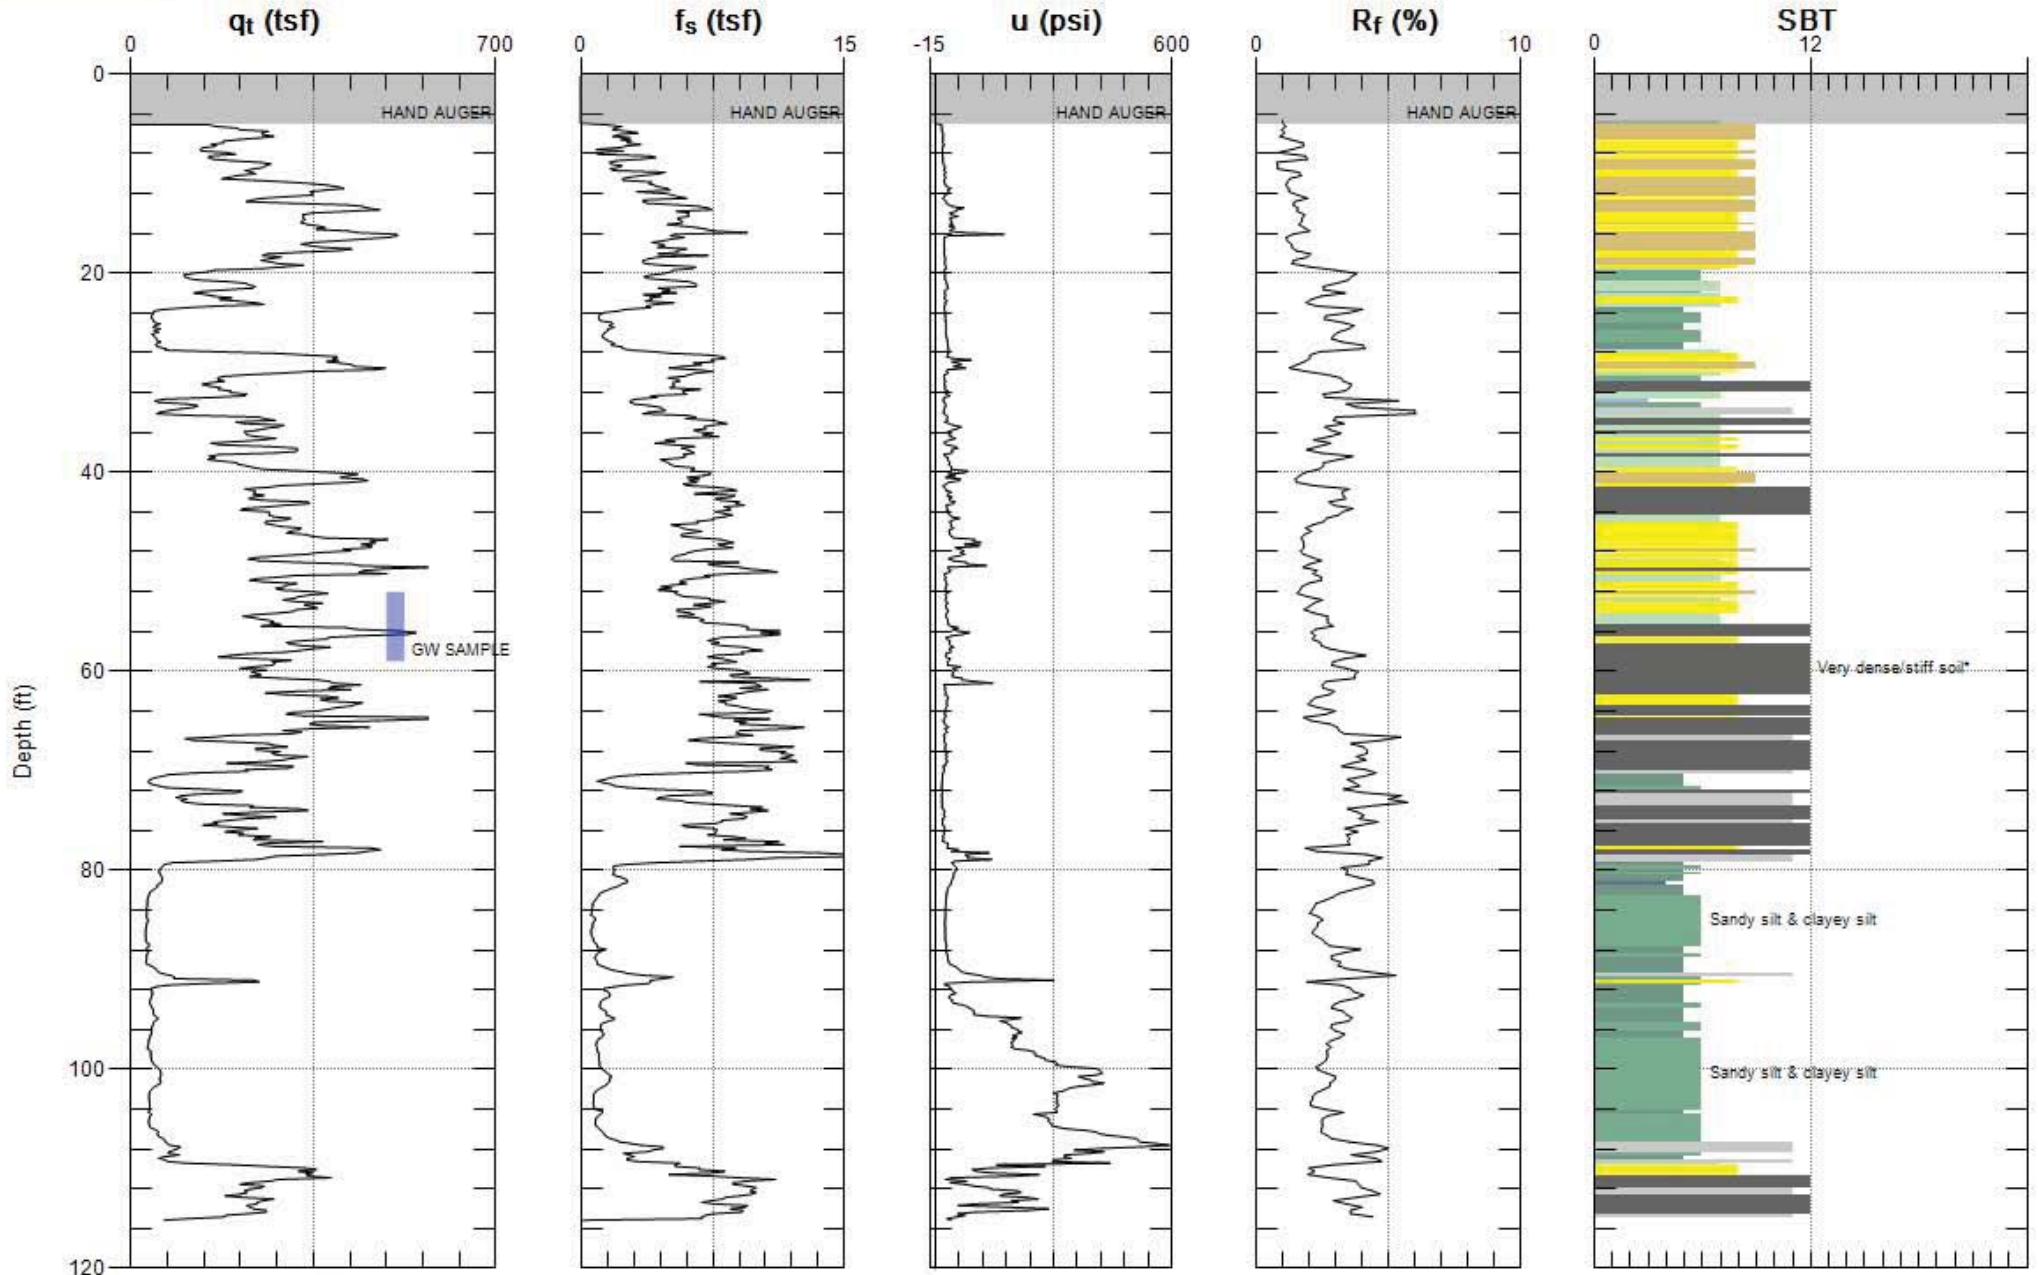 qt (tsf) fs (tsf) u (psi) Rf (%) SBT
0 700 0 15 -15 600 0 10 0 12
0
HAND AUGER HAND AUGER HAND AUGER HAND AUGER
20
40
GW SAMPLE
60
Very dense/stiff soil*
Depth (ft)
80
Sandy silt & clayey silt
100
Sandy silt & clayey silt
120